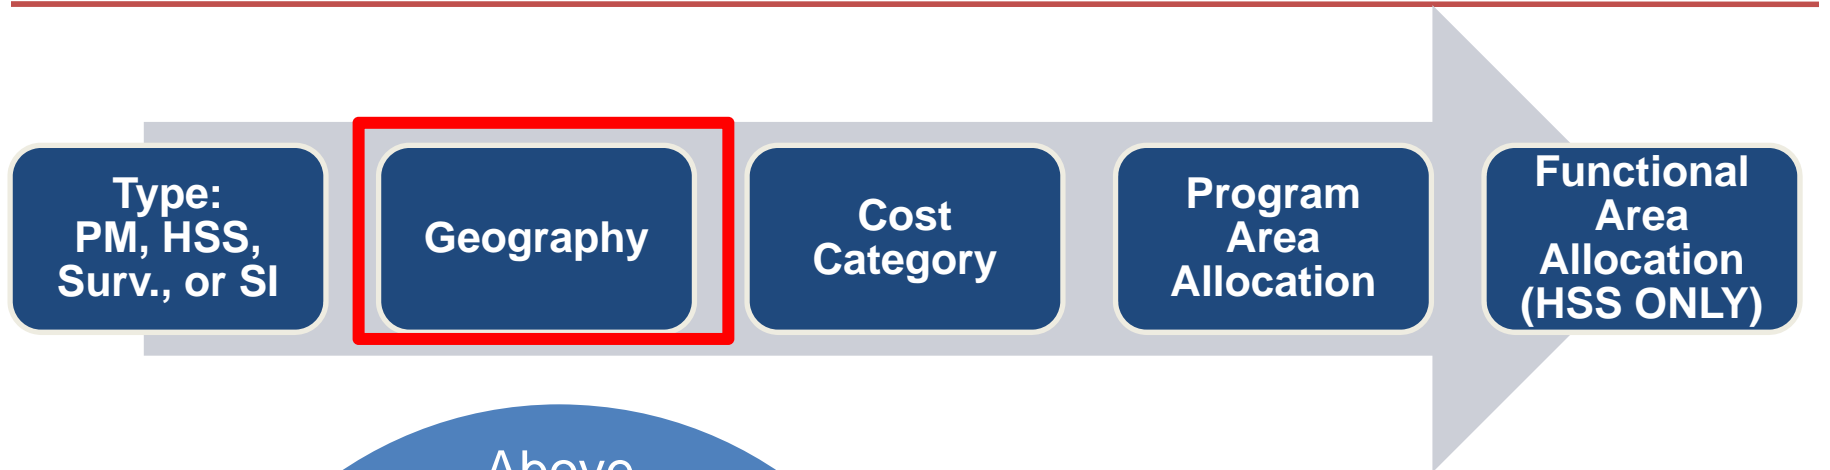 Type:
PM, HSS,
Surv., or SI
Geography
Cost
Category
Program
Area
Allocation
Functional
Area
Allocation
(HSS ONLY)
Above